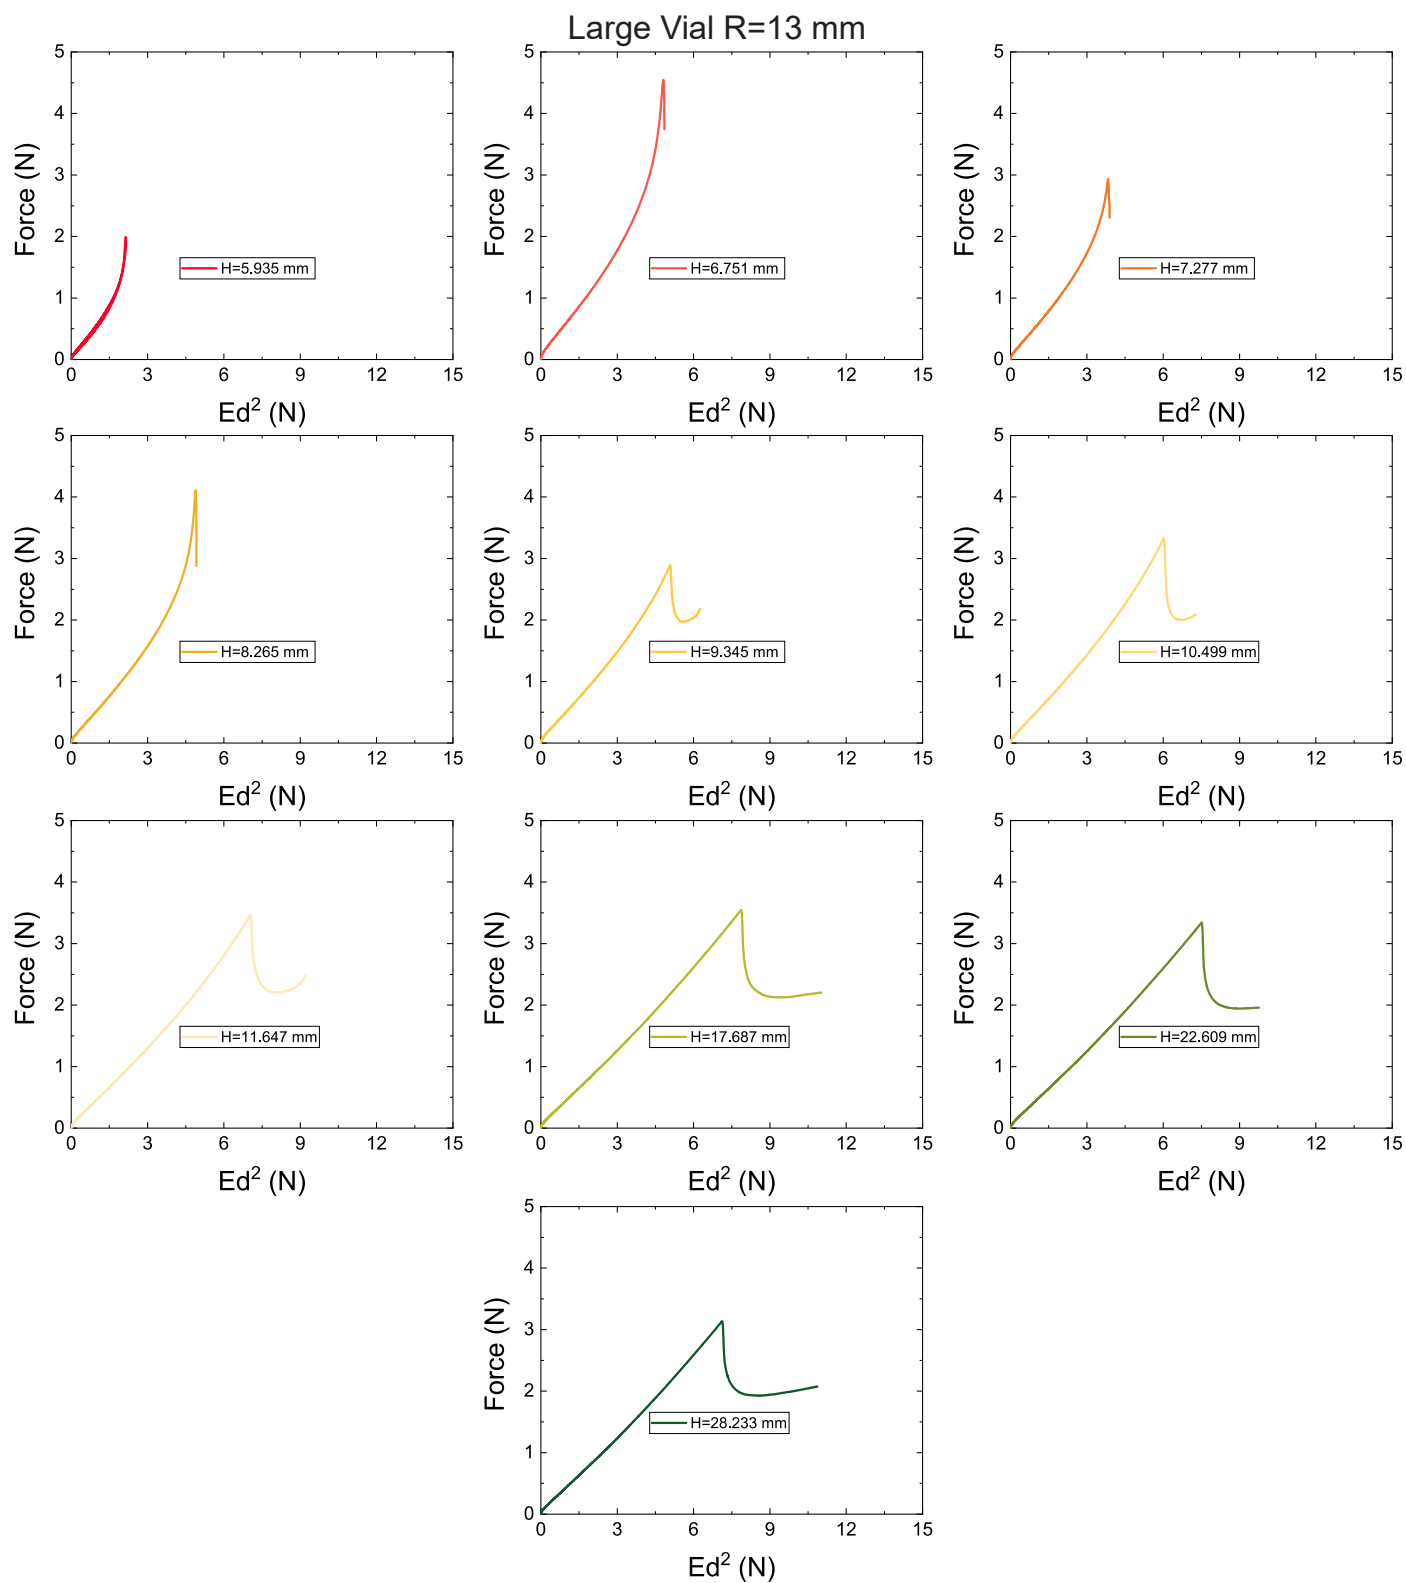 Large Vial R=13 mm
5
4
3
2
1
0
Force (N)
H=5.935 mm
0 3 6 9 12 15
Ed² (N)
5
4
3
2
1
0
Force (N)
H=6.751 mm
0 3 6 9 12 15
Ed² (N)
5
4
3
2
1
0
Force (N)
H=7.277 mm
0 3 6 9 12 15
Ed² (N)
5
4
3
2
1
0
Force (N)
H=8.265 mm
0 3 6 9 12 15
Ed² (N)
5
4
3
2
1
0
Force (N)
H=9.345 mm
0 3 6 9 12 15
Ed² (N)
5
4
3
2
1
0
Force (N)
H=10.499 mm
0 3 6 9 12 15
Ed² (N)
5
4
3
2
1
0
Force (N)
H=11.647 mm
0 3 6 9 12 15
Ed² (N)
5
4
3
2
1
0
Force (N)
H=17.687 mm
0 3 6 9 12 15
Ed² (N)
5
4
3
2
1
0
Force (N)
H=22.609 mm
0 3 6 9 12 15
Ed² (N)
5
4
3
2
1
0
Force (N)
H=28.233 mm
0 3 6 9 12 15
Ed² (N)